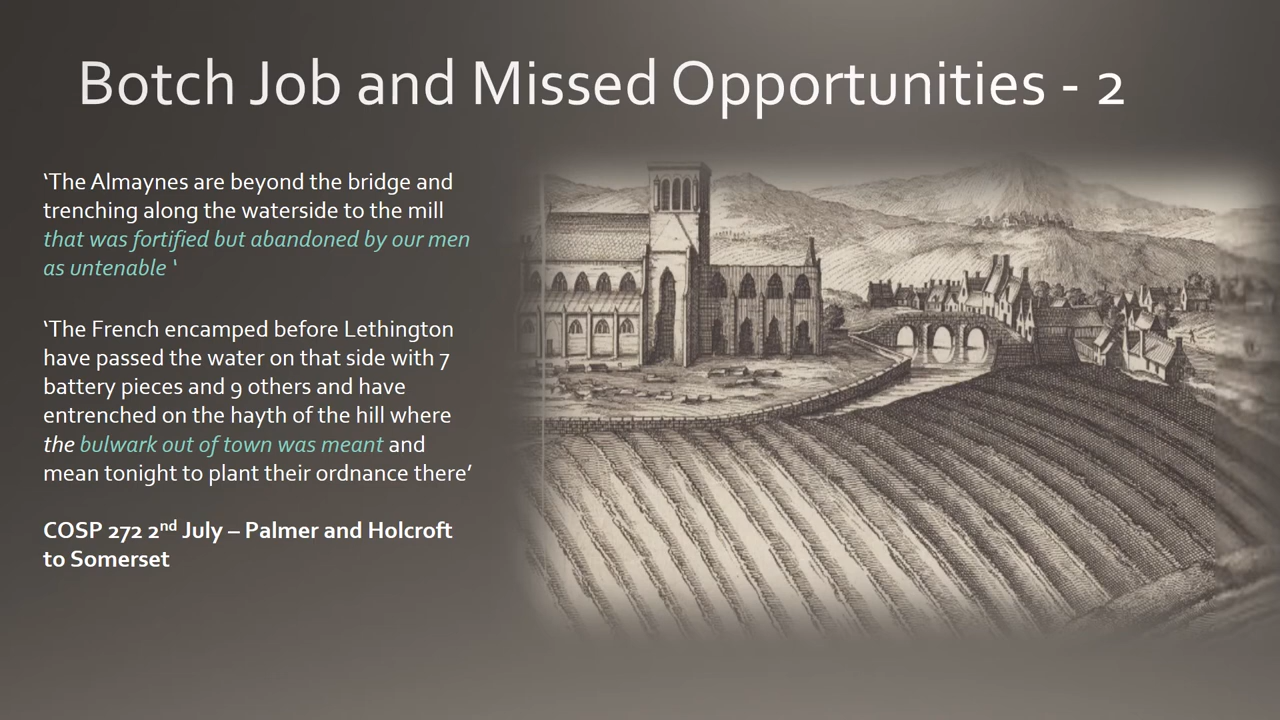 Botch Job and Missed Opportunities - 2
‘The Almaynes are beyond the bridge and
trenching along the waterside to the mill
that was fortified but abandoned by our men
as untenable ‘
‘The French encamped before Lethington
have passed the water on that side with 7
battery pieces and 9 others and have
entrenched on the hayth of the hill where
the bulwark out of town was meant and
mean tonight to plant their ordnance there’
COSP 272 2nd July – Palmer and Holcroft
to Somerset